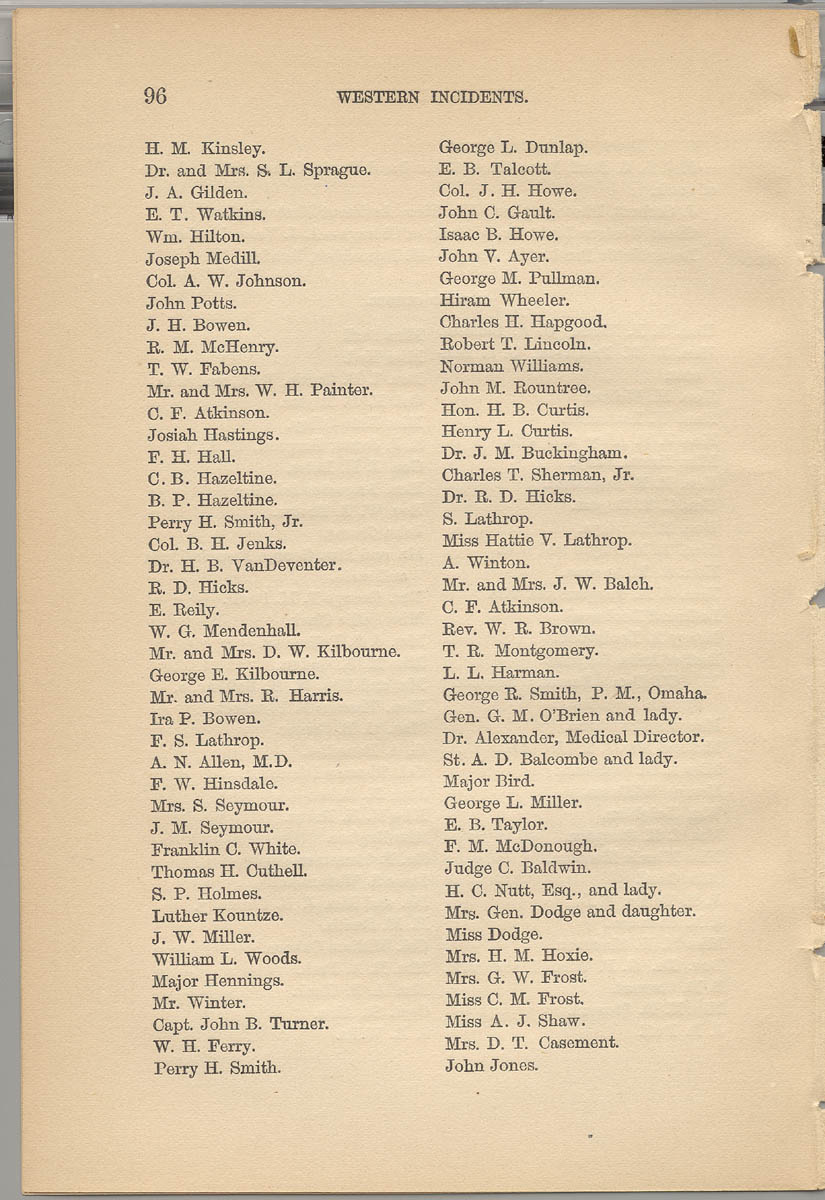 96
WESTERN INCIDENTS.
H. M. Kinsley.
Dr. and Mrs. S. L. Sprague.
J. A. Gilden.
E. T. Watkins.
Wm. Hilton.
Joseph Medill.
Col. A. W. Johnson.
John Potts.
J. H. Bowen.
R. M. McHenry.
T. W. Fabens.
Mr. and Mrs. W. H. Painter.
C. F. Atkinson.
Josiah Hastings.
F. H. Hall.
C. B. Hazeltine.
B. P. Hazeltine.
Perry H. Smith, Jr.
Col. B. H. Jenks.
Dr. H. B. VanDeventer.
R. D. Hicks.
E. Reily.
W. G. Mendenhall.
Mr. and Mrs. D. W. Kilbourne.
George E. Kilbourne.
Mr. and Mrs. R. Harris.
Ira P. Bowen.
F. S. Lathrop.
A. N. Allen, M.D.
F. W. Hinsdale.
Mrs. S. Seymour.
J. M. Seymour.
Franklin C. White.
Thomas H. Cuthell.
S. P. Holmes.
Luther Kountze.
J. W. Miller.
William L. Woods.
Major Hennings.
Mr. Winter.
Capt. John B. Turner.
W. H. Ferry.
Perry H. Smith.
George L. Dunlap.
E. B. Talcott.
Col. J. H. Howe.
John C. Gault.
Isaac B. Howe.
John V. Ayer.
George M. Pullman.
Hiram Wheeler.
Charles H. Hapgood.
Robert T. Lincoln.
Norman Williams.
John M. Rountree.
Hon. H. B. Curtis.
Henry L. Curtis.
Dr. J. M. Buckingham.
Charles T. Sherman, Jr.
Dr. R. D. Hicks.
S. Lathrop.
Miss Hattie V. Lathrop.
A. Winton.
Mr. and Mrs. J. W. Balch.
C. F. Atkinson.
Rev. W. R. Brown.
T. R. Montgomery.
L. L. Harman.
George R. Smith, P. M., Omaha.
Gen. G. M. O'Brien and lady.
Dr. Alexander, Medical Director.
St. A. D. Balcombe and lady.
Major Bird.
George L. Miller.
E. B. Taylor.
F. M. McDonough.
Judge C. Baldwin.
H. C. Nutt, Esq., and lady.
Mrs. Gen. Dodge and daughter.
Miss Dodge.
Mrs. H. M. Hoxie.
Mrs. G. W. Frost.
Miss C. M. Frost.
Miss A. J. Shaw.
Mrs. D. T. Casement.
John Jones.